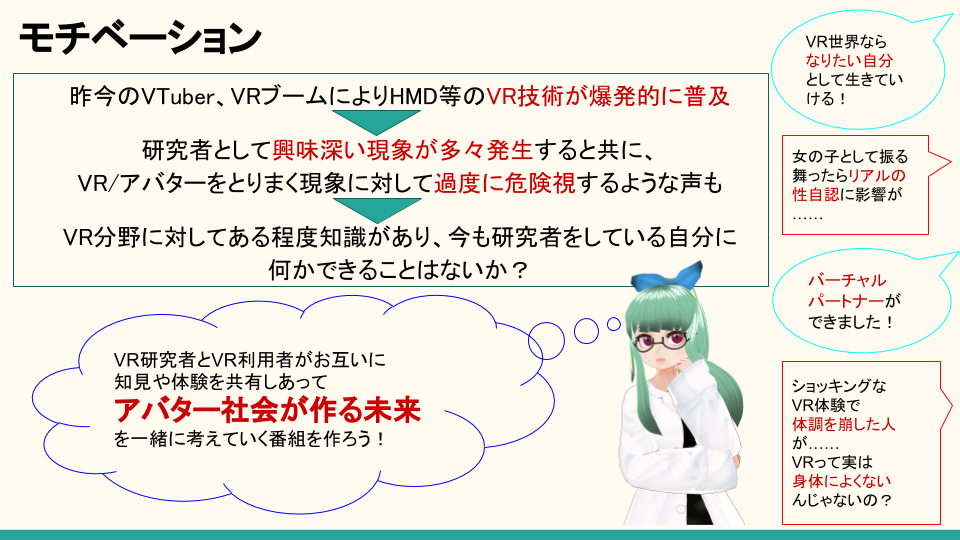 モチベーション
昨今のVTuber、VRブームによりHMD等のVR技術が爆発的に普及
研究者として興味深い現象が多々発生すると共に、
VR/アバターをとりまく現象に対して過度に危険視するような声も
VR分野に対してある程度知識があり、今も研究者をしている自分に
何かできることはないか？
VR研究者とVR利用者がお互いに
知見や体験を共有しあって
アバター社会が作る未来
を一緒に考えていく番組を作ろう！
VR世界なら
なりたい自分
として生きてい
ける！
女の子として振る
舞ったらリアルの
性自認に影響が
……
バーチャル
パートナーが
できました！
ショッキングな
VR体験で
体調を崩した人
が……
VRって実は
身体によくない
んじゃないの？